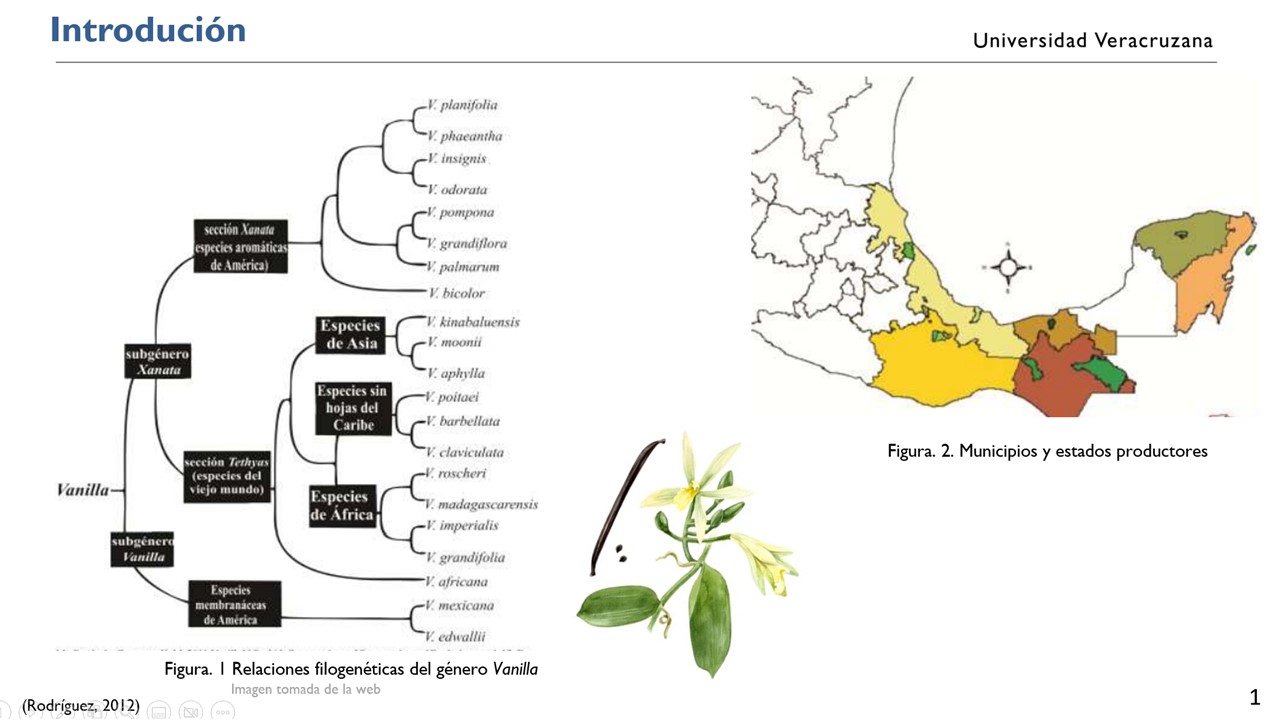 Introdución
Universidad Veracruzana
V. planifolia
V. phaeantha
V. insignis
V. odorata
V. pompona
V. grandiflora
V. palmarum
V. bicolor
sección Xanata
(especies aromáticas
de América)
Especies
de Asia
V. kinabaluensis
V. moonii
V. aphylla
subgénero
Xanata
Especies sin
hojas del
Caribe
V. poitaei
V. barbellata
V. claviculata
sección Tethyas
(especies del
viejo mundo)
Vanilla
Especies
de África
V. roscheri
V. madagascarensis
V. imperialis
V. grandifolia
V. africana
subgénero
Vanilla
Especies
membranáceas
de América
V. mexicana
V. edwallii
Figura. 1 Relaciones filogenéticas del género Vanilla
Imagen tomada de la web
(Rodríguez, 2012)
Figura. 2. Municipios y estados productores
1